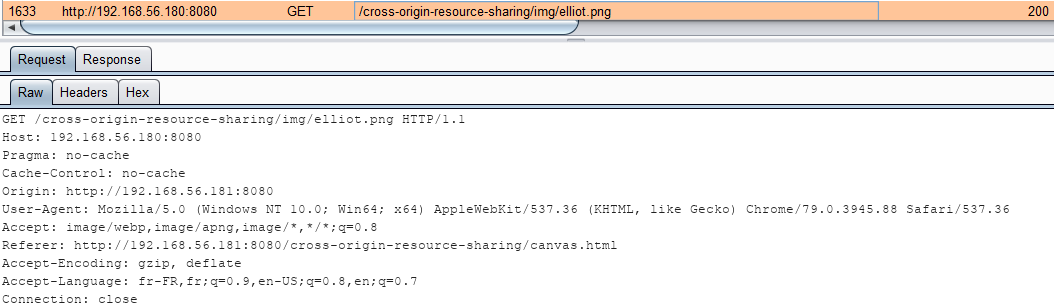 1633 http://192.168.56.180:8080 GET /cross-origin-resource-sharing/img/elliot.png 200
Request Response
Raw Headers Hex
GET /cross-origin-resource-sharing/img/elliot.png HTTP/1.1
Host: 192.168.56.180:8080
Pragma: no-cache
Cache-Control: no-cache
Origin: http://192.168.56.181:8080
User-Agent: Mozilla/5.0 (Windows NT 10.0; Win64; x64) AppleWebKit/537.36 (KHTML, like Gecko) Chrome/79.0.3945.88 Safari/537.36
Accept: image/webp,image/apng,image/*,*/*;q=0.8
Referer: http://192.168.56.181:8080/cross-origin-resource-sharing/canvas.html
Accept-Encoding: gzip, deflate
Accept-Language: fr-FR,fr;q=0.9,en-US;q=0.8,en;q=0.7
Connection: close